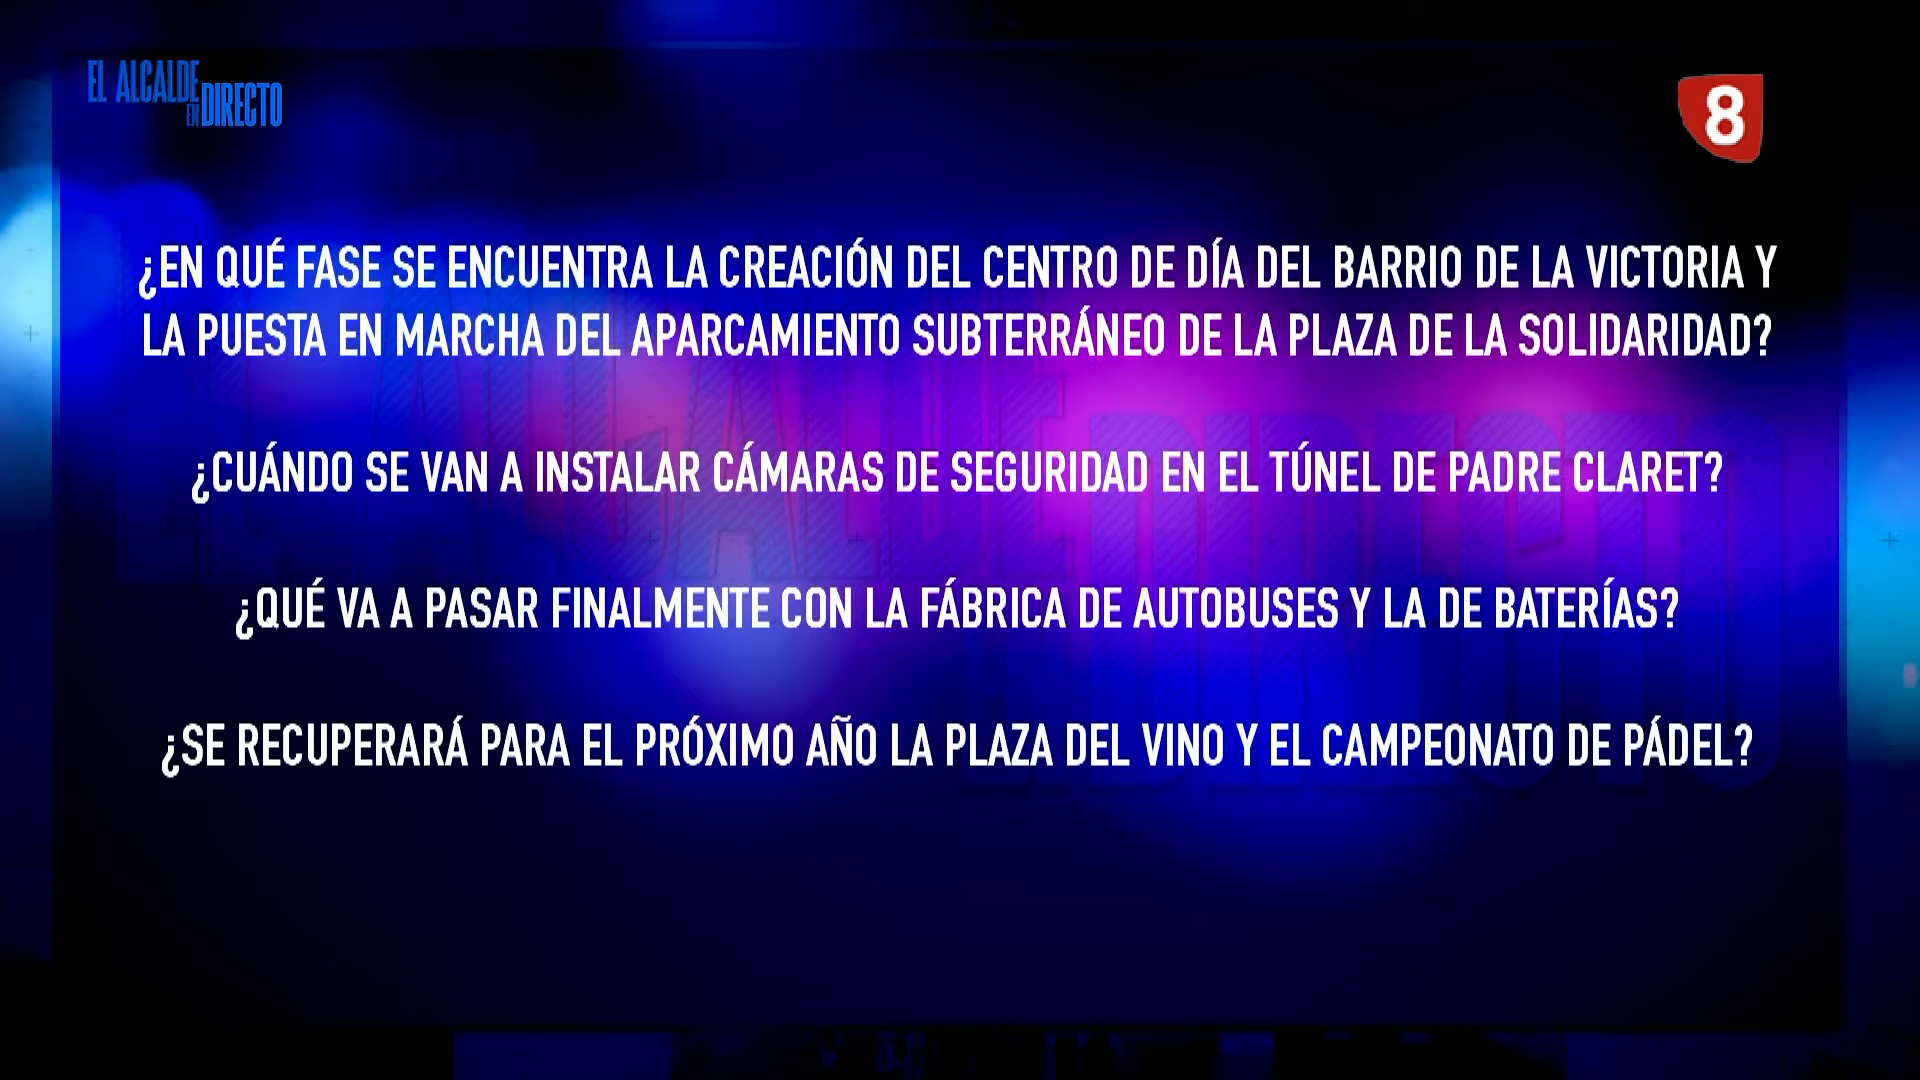 EL ALCALDE
EN DIRECTO
8
¿EN QUÉ FASE SE ENCUENTRA LA CREACIÓN DEL CENTRO DE DÍA DEL BARRIO DE LA VICTORIA Y
LA PUESTA EN MARCHA DEL APARCAMIENTO SUBTERRÁNEO DE LA PLAZA DE LA SOLIDARIDAD?
¿CUÁNDO SE VAN A INSTALAR CÁMARAS DE SEGURIDAD EN EL TÚNEL DE PADRE CLARET?
¿QUÉ VA A PASAR FINALMENTE CON LA FÁBRICA DE AUTOBUSES Y LA DE BATERÍAS?
¿SE RECUPERARÁ PARA EL PRÓXIMO AÑO LA PLAZA DEL VINO Y EL CAMPEONATO DE PÁDEL?